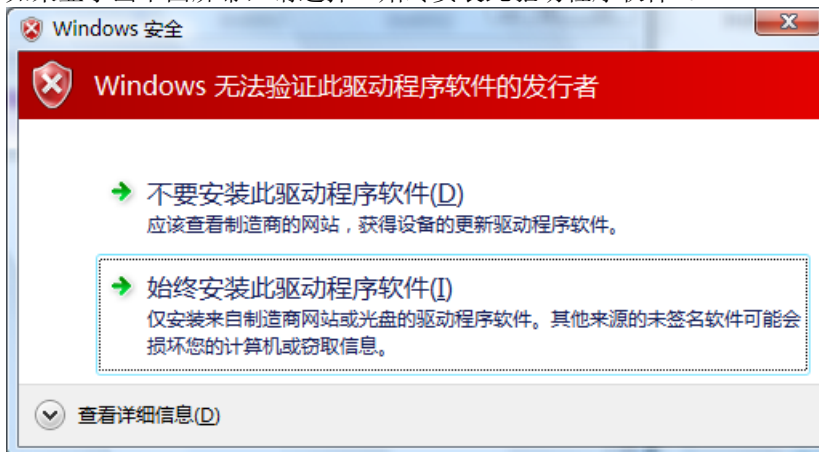 Windows 安全
Windows 无法验证此驱动程序软件的发行者
不要安装此驱动程序软件(D)
应该查看制造商的网站，获得设备的更新驱动程序软件。
始终安装此驱动程序软件(I)
仅安装来自制造商网站或光盘的驱动程序软件。其他来源的未签名软件可能会
损坏您的计算机或窃取信息。
查看详细信息(D)